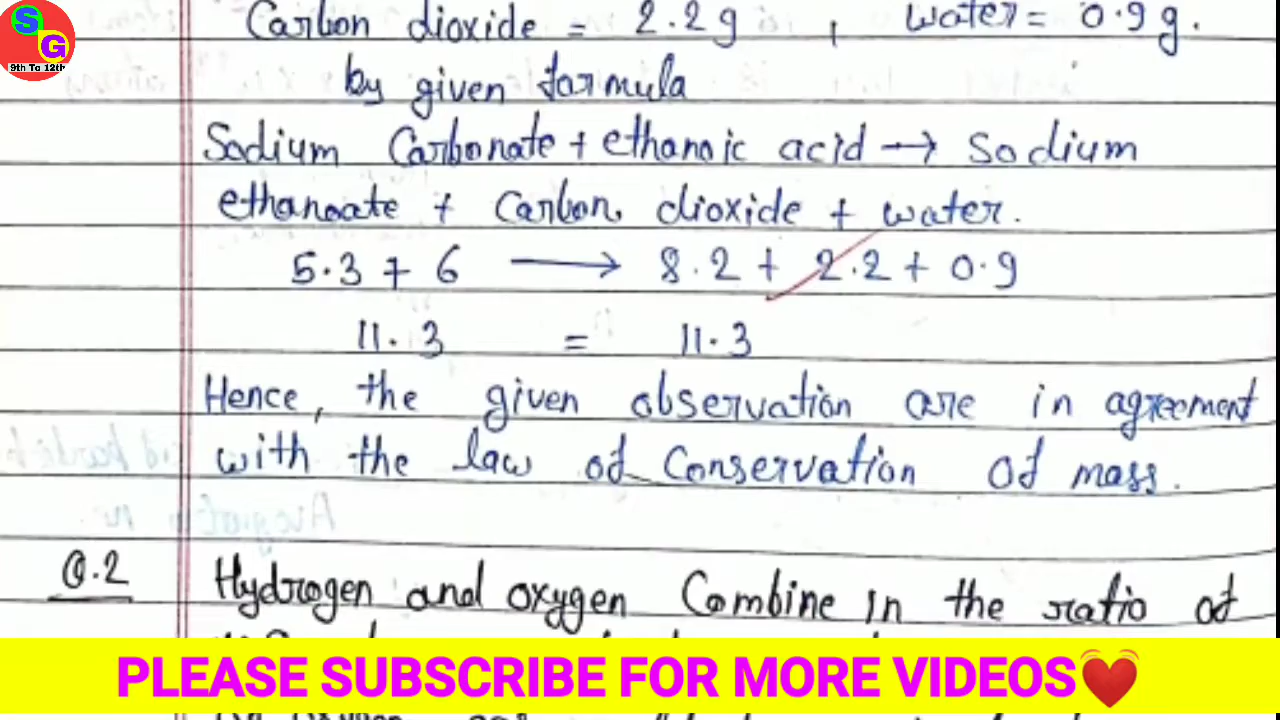 S
G
9th To 12th
Carbon dioxide = 2.2g , Water = 0.9g.
by given formula
Sodium Carbonate + ethanoic acid → Sodium
ethanoate + Carbon dioxide + water.
5.3 + 6 → 8.2 + 2.2 + 0.9
11.3 = 11.3
Hence, the given observation are in agreement
with the law of Conservation of mass.
Q.2 Hydrogen and oxygen Combine in the ratio of
PLEASE SUBSCRIBE FOR MORE VIDEOS❤